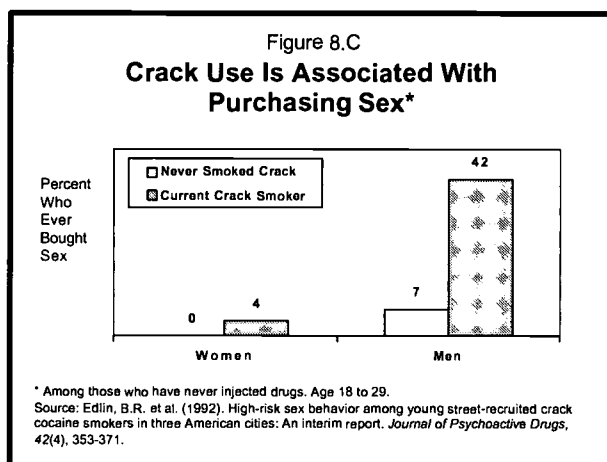 Figure 8.C
Crack Use Is Associated With
Purchasing Sex*
Percent
Who
Ever
Bought
Sex
Never Smoked Crack
Current Crack Smoker
0
4
7
42
Women
Men
* Among those who have never injected drugs. Age 18 to 29.
Source: Edlin, B.R. et al. (1992). High-risk sex behavior among young street-recruited crack
cocaine smokers in three American cities: An interim report. Journal of Psychoactive Drugs,
42(4), 353-371.